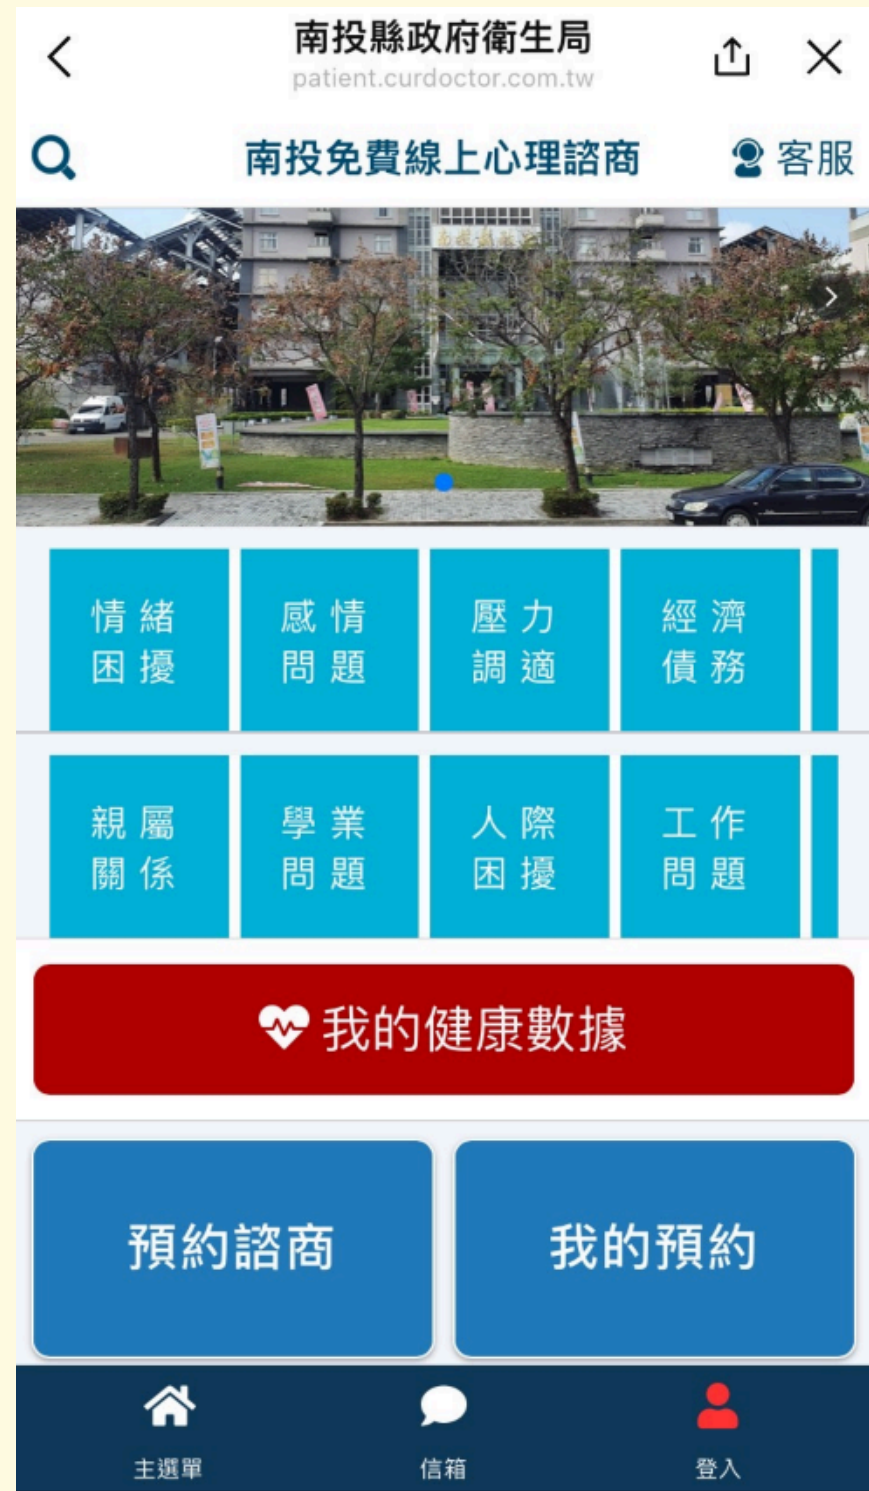 南投縣政府衛生局
patient.curdoctor.com.tw
南投免費線上心理諮商
客服
情緒
困擾
感情
問題
壓力
調適
經濟
債務
親屬
關係
學業
問題
人際
困擾
工作
問題
我的健康數據
預約諮商
我的預約
主選單
信箱
登入